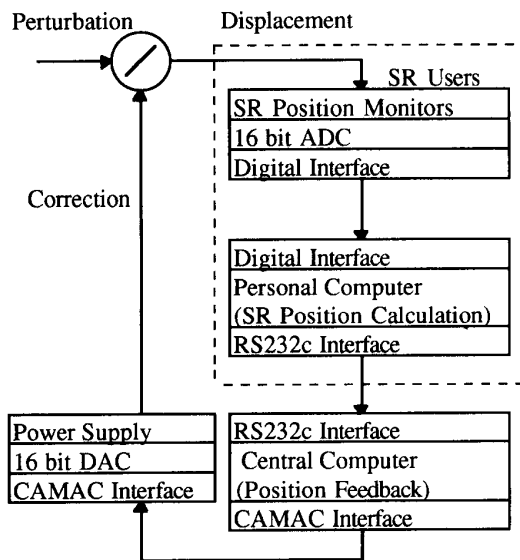 Perturbation
Displacement
SR Users
SR Position Monitors
16 bit ADC
Digital Interface
Correction
Digital Interface
Personal Computer
(SR Position Calculation)
RS232c Interface
Power Supply
16 bit DAC
CAMAC Interface
RS232c Interface
Central Computer
(Position Feedback)
CAMAC Interface